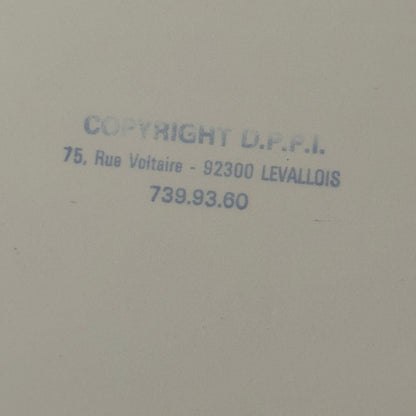 COPYRIGHT D.P.P.I.
75, Rue Voltaire - 92300 LEVALLOIS
739.93.60